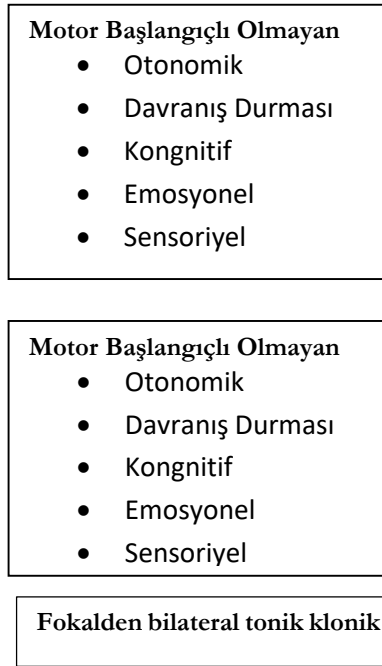 Motor Başlangıçlı Olmayan
• Otonomik
• Davranış Durması
• Kongnitif
• Emosyonel
• Sensoriyel
Motor Başlangıçlı Olmayan
• Otonomik
• Davranış Durması
• Kongnitif
• Emosyonel
• Sensoriyel
Fokalden bilateral tonik klonik